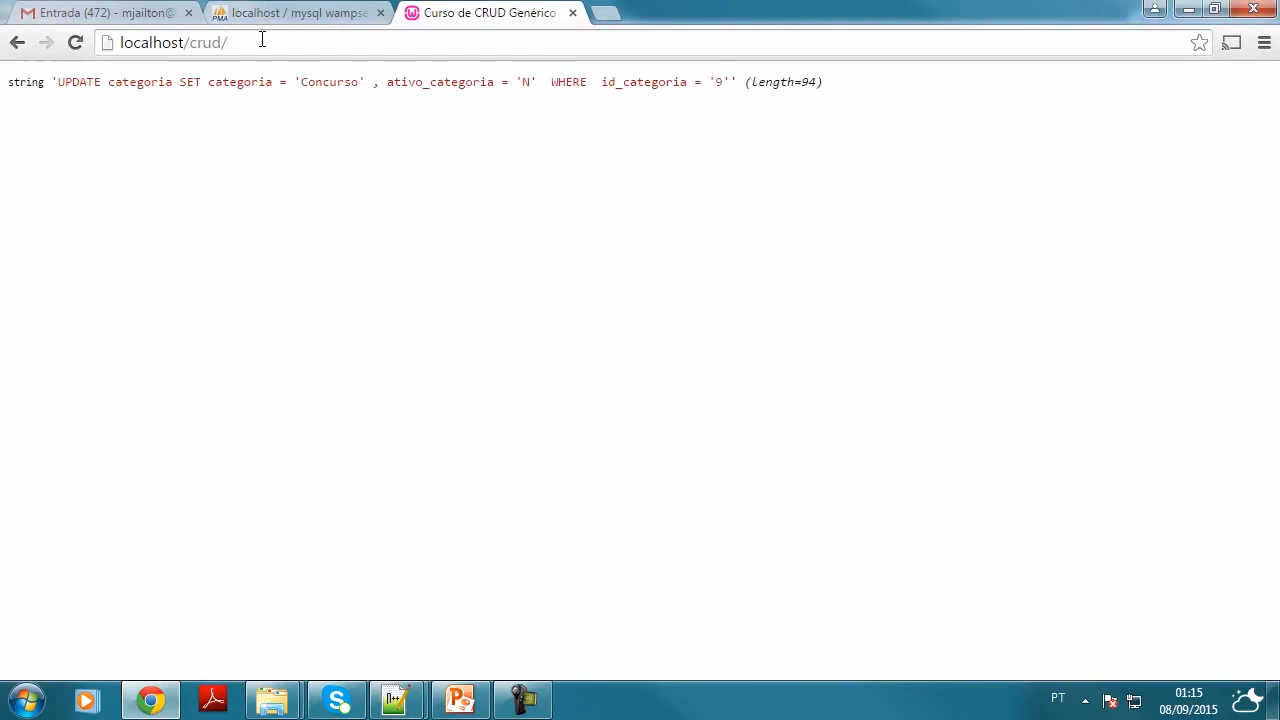 Entrada (472) - mjailton@
localhost / mysql wampse
Curso de CRUD Genérico
localhost/crud/
string 'UPDATE categoria SET categoria = 'Concurso' , ativo_categoria = 'N'  WHERE  id_categoria = '9'' (length=94)
PT
01:15
08/09/2015